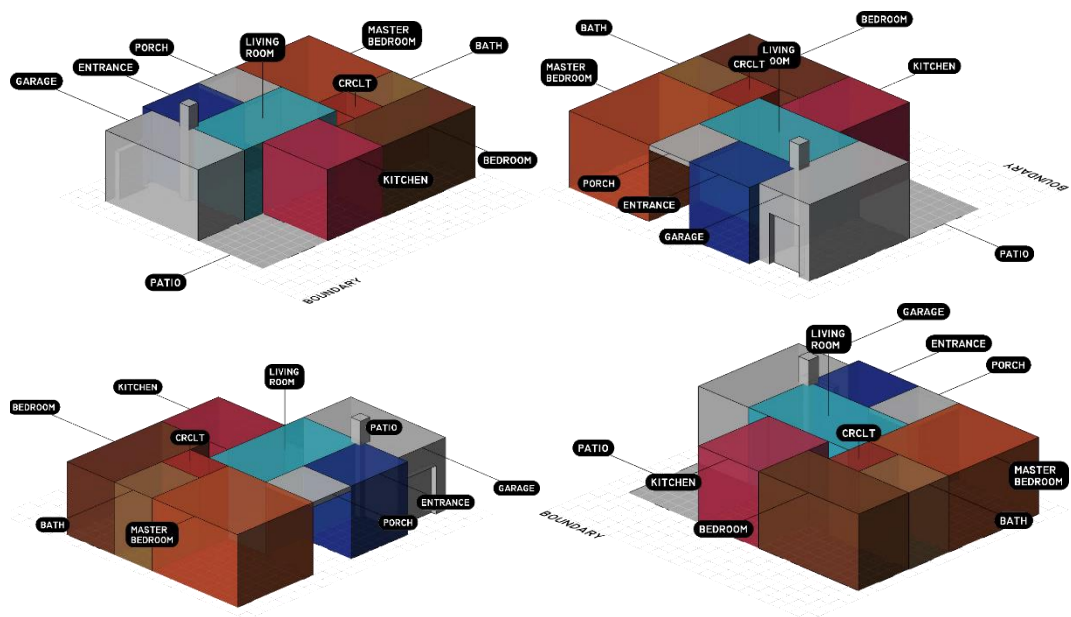 MASTER
BEDROOM
LIVING
ROOM
PORCH
BATH
ENTRANCE
GARAGE
CRCLT
BEDROOM
KITCHEN
PATIO
BOUNDARY
BEDROOM
BATH
LIVING
OOM
CRCLT
KITCHEN
MASTER
BEDROOM
BOUNDARY
PORCH
ENTRANCE
GARAGE
PATIO
LIVING
ROOM
KITCHEN
BEDROOM
PATIO
CRCLT
GARAGE
ENTRANCE
BATH
MASTER
BEDROOM
PORCH
GARAGE
LIVING
ROOM
ENTRANCE
PORCH
CRCLT
PATIO
KITCHEN
MASTER
BEDROOM
BEDROOM
BATH
BOUNDARY